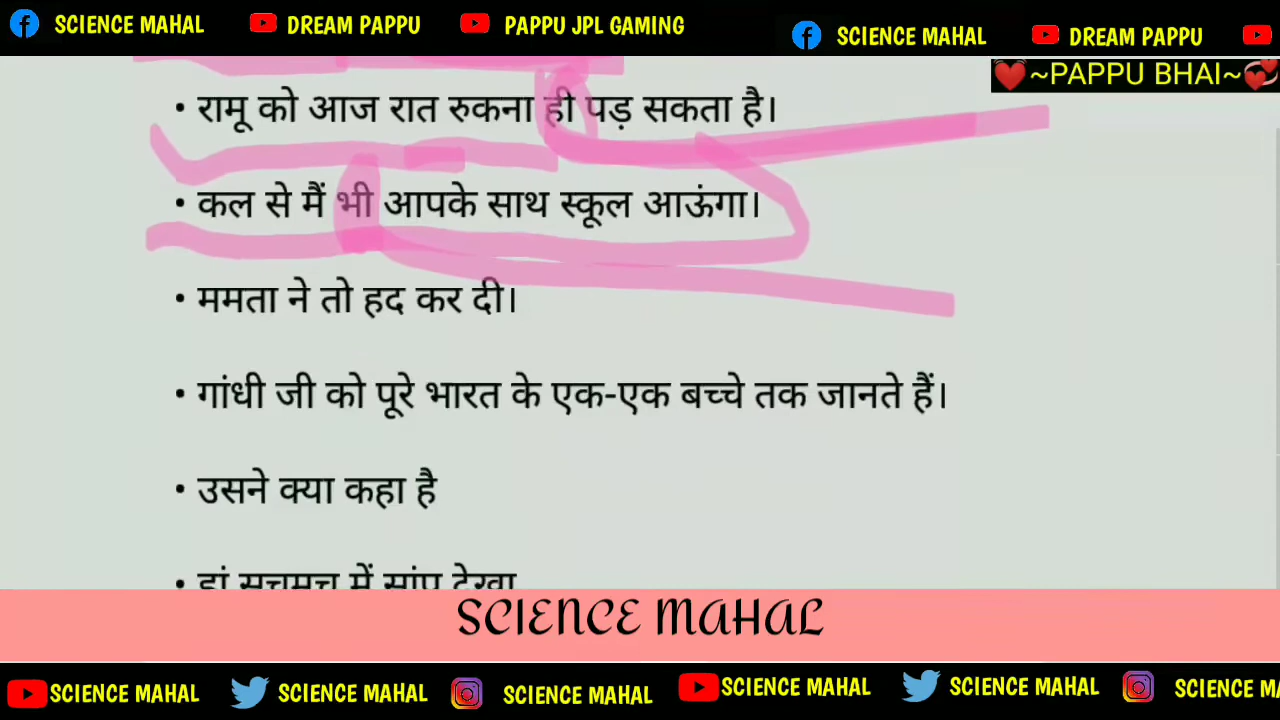 SCIENCE MAHAL DREAM PAPPU PAPPU JPL GAMING SCIENCE MAHAL DREAM PAPPU
~PAPPU BHAI~
• रामू को आज रात रुकना ही पड़ सकता है।
• कल से मैं भी आपके साथ स्कूल आऊंगा।
• ममता ने तो हद कर दी।
• गांधी जी को पूरे भारत के एक-एक बच्चे तक जानते हैं।
• उसने क्या कहा है
• हां सचमुच में सांप देखा
SCIENCE MAHAL
SCIENCE MAHAL SCIENCE MAHAL SCIENCE MAHAL SCIENCE MAHAL SCIENCE MAHAL SCIENCE MA